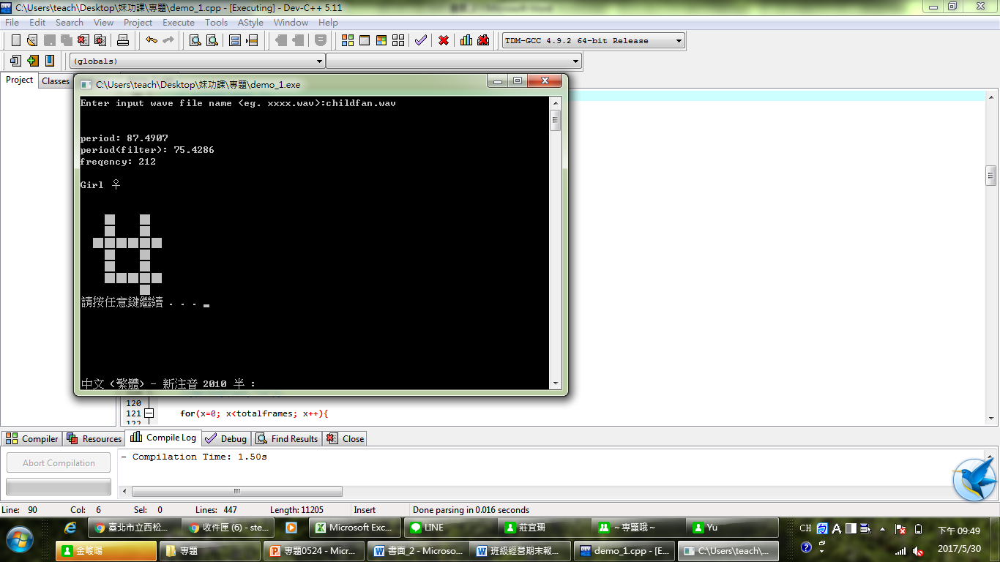 C:\Users\teach\Desktop\妹功課\專題\demo_1.cpp - [Executing] - Dev-C++ 5.11
File Edit Search View Project Execute Tools AStyle Window Help
TDM-GCC 4.9.2 64-bit Release
(globals)
Project Classes
C:\Users\teach\Desktop\妹功課\專題\demo_1.exe
Enter input wave file name <eg. xxxx.wav>:childfan.wav
period: 87.4907
period(filter): 75.4286
freqency: 212
Girl ♀
請按任意鍵繼續 . . .
中文 (繁體) - 新注音 2010 半 :
120
121 for(x=0; x<totalframes; x++){
122
Compiler Resources Compile Log Debug Find Results Close
Abort Compilation
- Compilation Time: 1.50s
Line: 90 Col: 6 Sel: 0 Lines: 447 Length: 11205 Insert Done parsing in 0.016 seconds
臺北市立西松... 收件匣 (6) - ste... Microsoft Exc... LINE 莊宜珊 ~專題哦~ Yu
CH
下午 09:49
金峻陽 專題 專題0524 - Micr... 書面_2 - Microso... 班級經營期末報... demo_1.cpp - [E... C:\Users\teach\...
2017/5/30